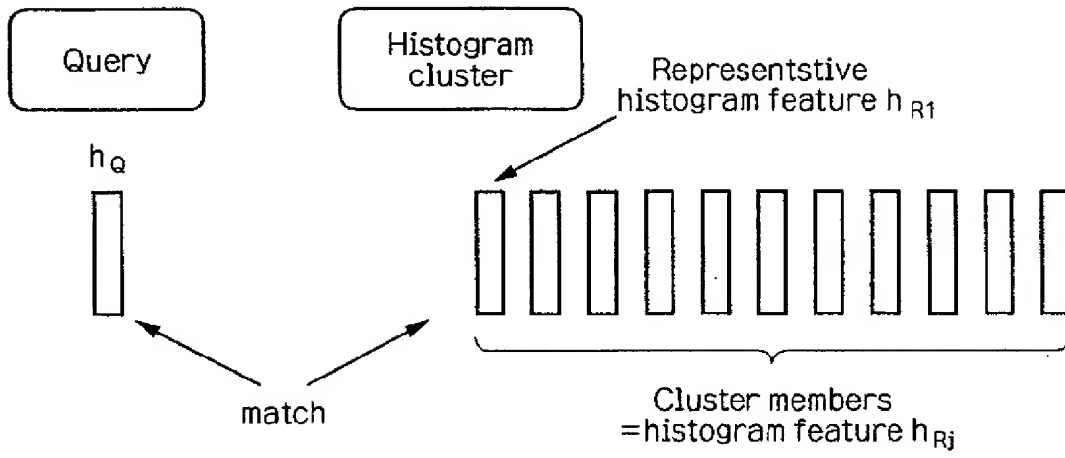 Query
Histogram
cluster
Representstive
histogram feature h R1
h Q
match
Cluster members
=histogram feature h Rj